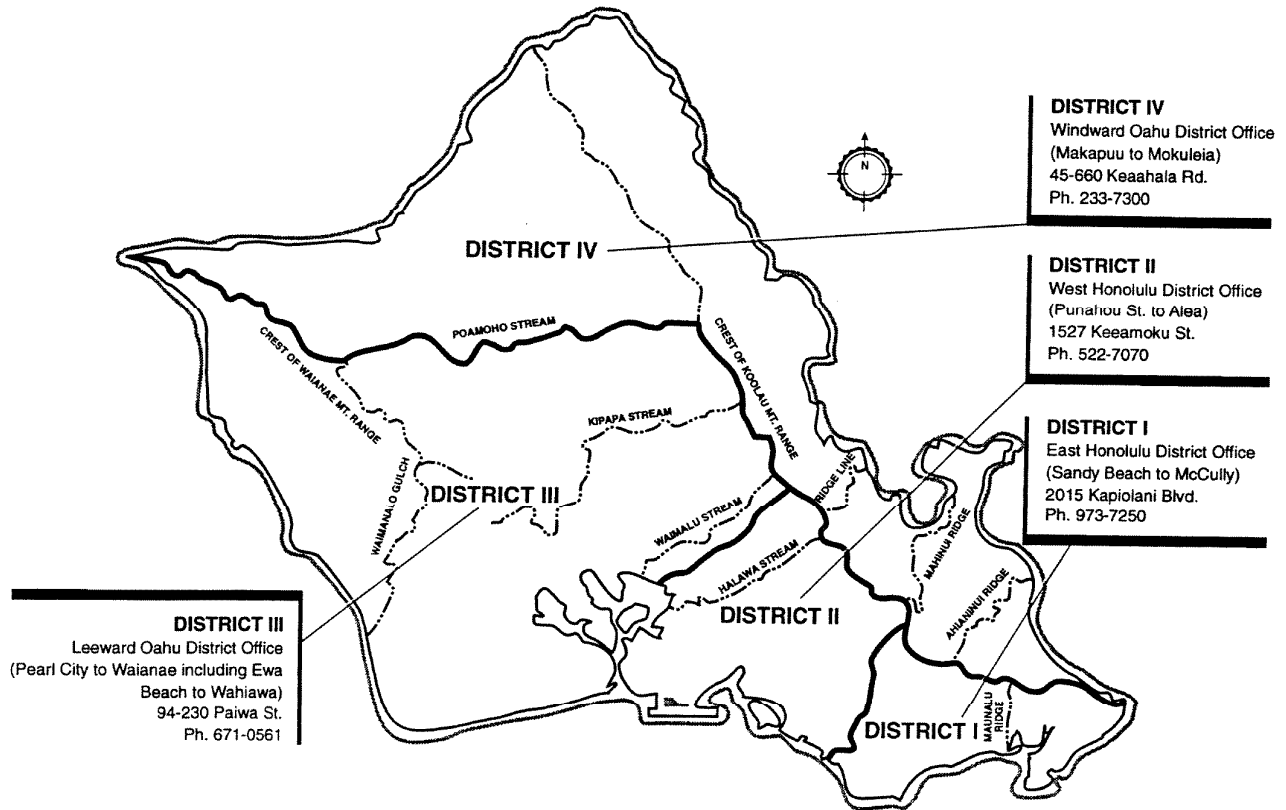 DISTRICT IV
Windward Oahu District Office
(Makapuu to Mokuleia)
45-660 Keaahala Rd.
Ph. 233-7300
N
DISTRICT IV
DISTRICT II
West Honolulu District Office
(Punahou St. to Aiea)
1527 Keeamoku St.
Ph. 522-7070
POAMOHO STREAM
CREST OF WAIANAE MT. RANGE
CREST OF KOOLAU MT. RANGE
KIPAPA STREAM
DISTRICT I
East Honolulu District Office
(Sandy Beach to McCully)
2015 Kapiolani Blvd.
Ph. 973-7250
RIDGE LINE
WAIMANALO GULCH
DISTRICT III
WAIMALU STREAM
HALAWA STREAM
MAHINUI RIDGE
AHIANINUI RIDGE
DISTRICT II
DISTRICT III
Leeward Oahu District Office
(Pearl City to Waianae including Ewa
Beach to Wahiawa)
94-230 Paiwa St.
Ph. 671-0561
DISTRICT I
MAUNALU
RIDGE